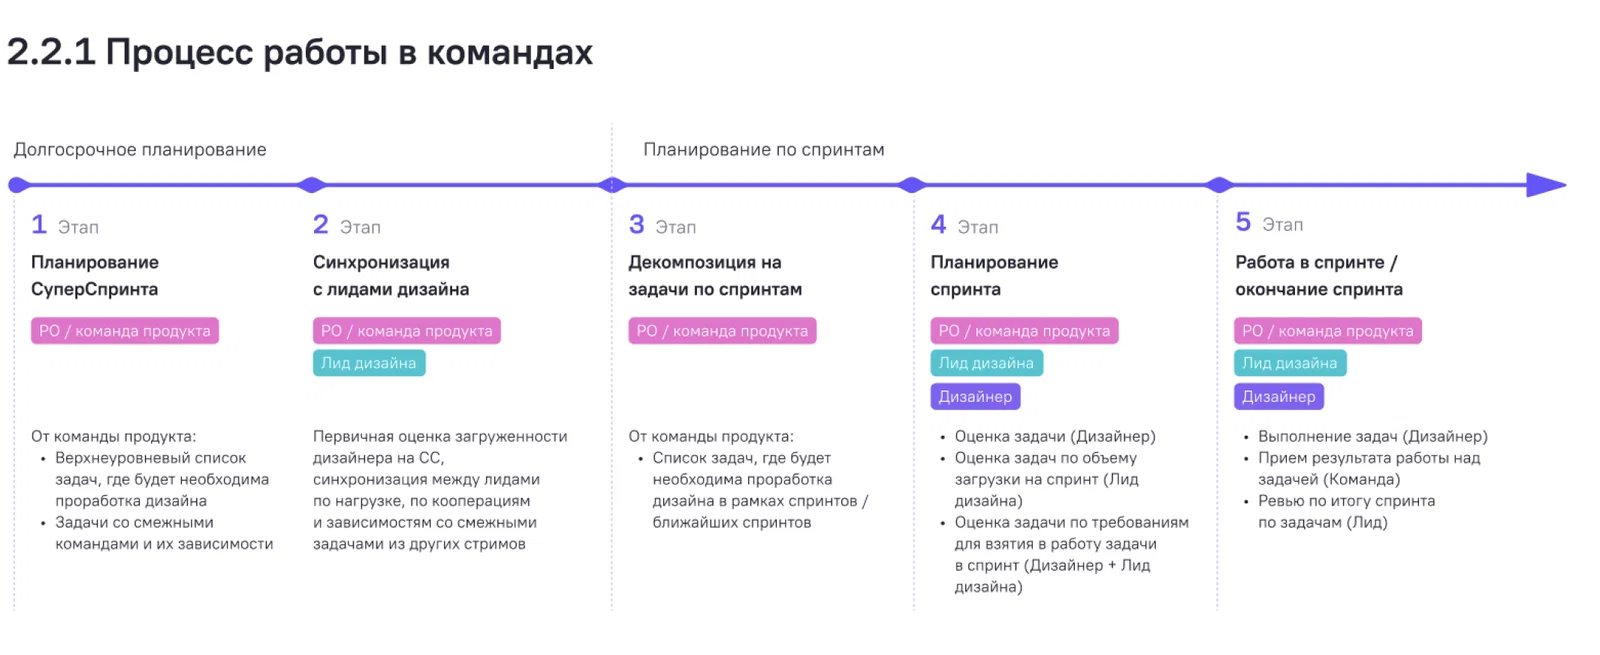 2.2.1 Процесс работы в командах
Долгосрочное планирование
Планирование по спринтам
1 Этап
Планирование
СуперСпринта
PO / команда продукта
От команды продукта:
• Верхнеуровневый список
задач, где будет необходима
проработка дизайна
• Задачи со смежными
командами и их зависимости
2 Этап
Синхронизация
с лидами дизайна
PO / команда продукта
Лид дизайна
Первичная оценка загруженности
дизайнера на СС,
синхронизация между лидами
по нагрузке, по кооперациям
и зависимостям со смежными
задачами из других стримов
3 Этап
Декомпозиция на
задачи по спринтам
PO / команда продукта
От команды продукта:
• Список задач, где будет
необходима проработка
дизайна в рамках спринтов /
ближайших спринтов
4 Этап
Планирование
спринта
PO / команда продукта
Лид дизайна
Дизайнер
• Оценка задачи (Дизайнер)
• Оценка задач по объему
загрузки на спринт (Лид
дизайна)
• Оценка задачи по требованиям
для взятия в работу задачи
в спринт (Дизайнер + Лид
дизайна)
5 Этап
Работа в спринте /
окончание спринта
PO / команда продукта
Лид дизайна
Дизайнер
• Выполнение задач (Дизайнер)
• Прием результата работы над
задачей (Команда)
• Ревью по итогу спринта
по задачам (Лид)